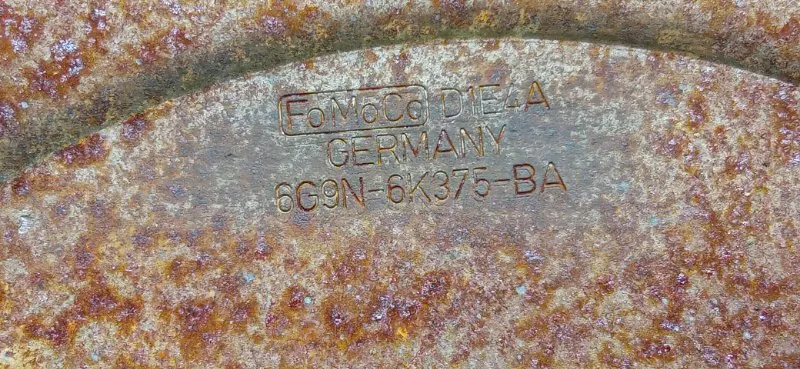 FoMoCo D1E4A
GERMANY
6G9N-6K375-BA